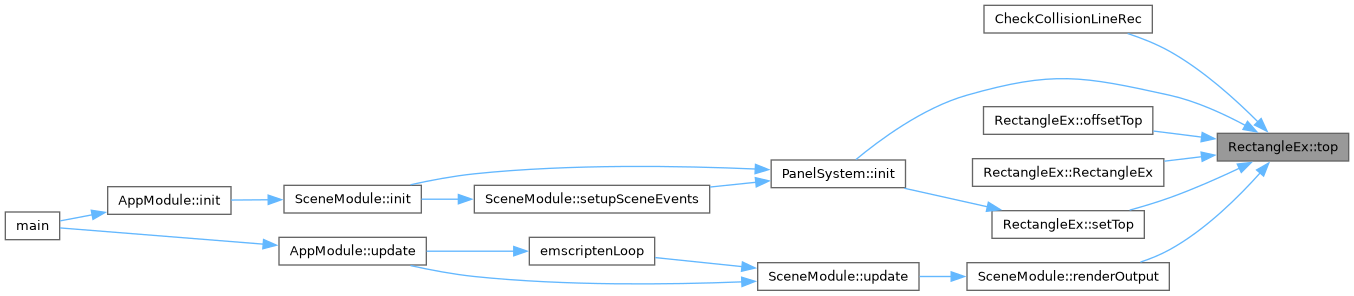 CheckCollisionLineRec
RectangleEx::offsetTop
RectangleEx::top
PanelSystem::init
RectangleEx::RectangleEx
AppModule::init
SceneModule::init
SceneModule::setupSceneEvents
main
RectangleEx::setTop
AppModule::update
emscriptenLoop
SceneModule::update
SceneModule::renderOutput